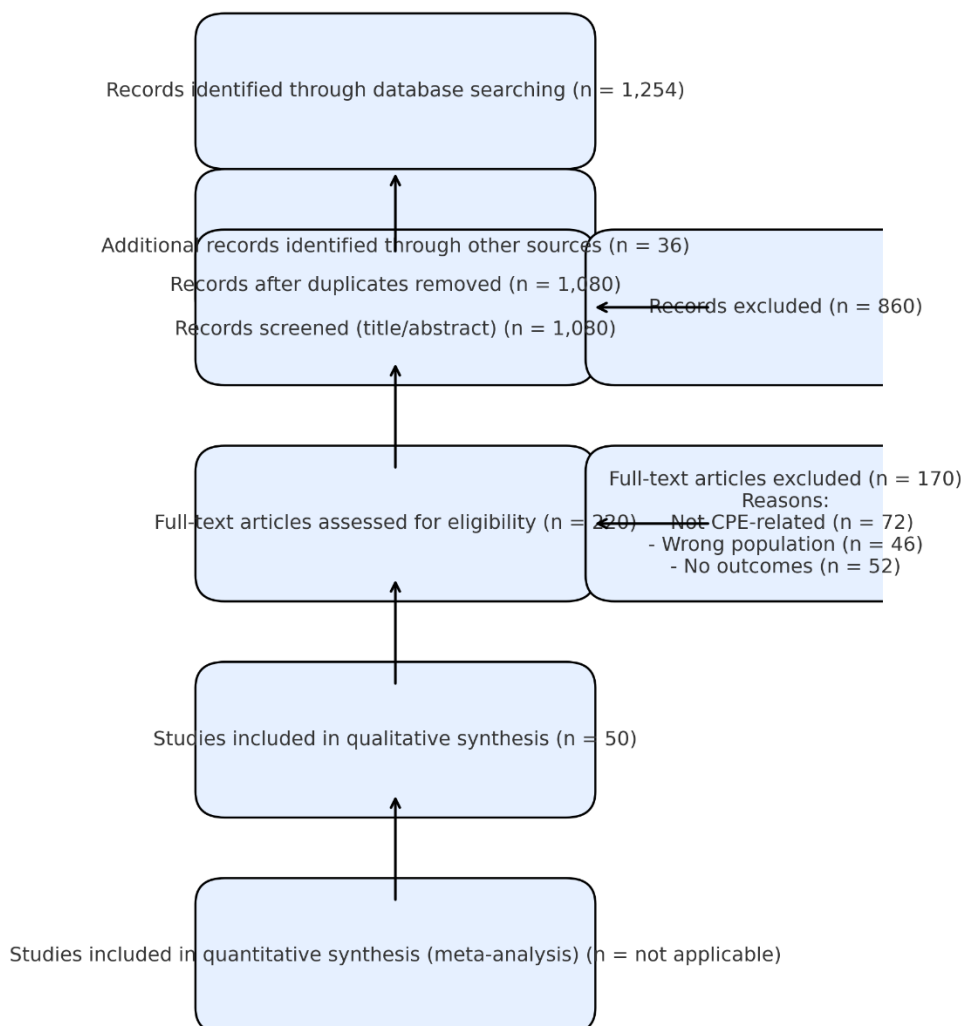 Records identified through database searching (n = 1,254)
Additional records identified through other sources (n = 36)
Records after duplicates removed (n = 1,080)
Records screened (title/abstract) (n = 1,080)
Records excluded (n = 860)
Full-text articles assessed for eligibility (n = 220)
Full-text articles excluded (n = 170)
Reasons:
Not CPE-related (n = 72)
- Wrong population (n = 46)
- No outcomes (n = 52)
Studies included in qualitative synthesis (n = 50)
Studies included in quantitative synthesis (meta-analysis) (n = not applicable)